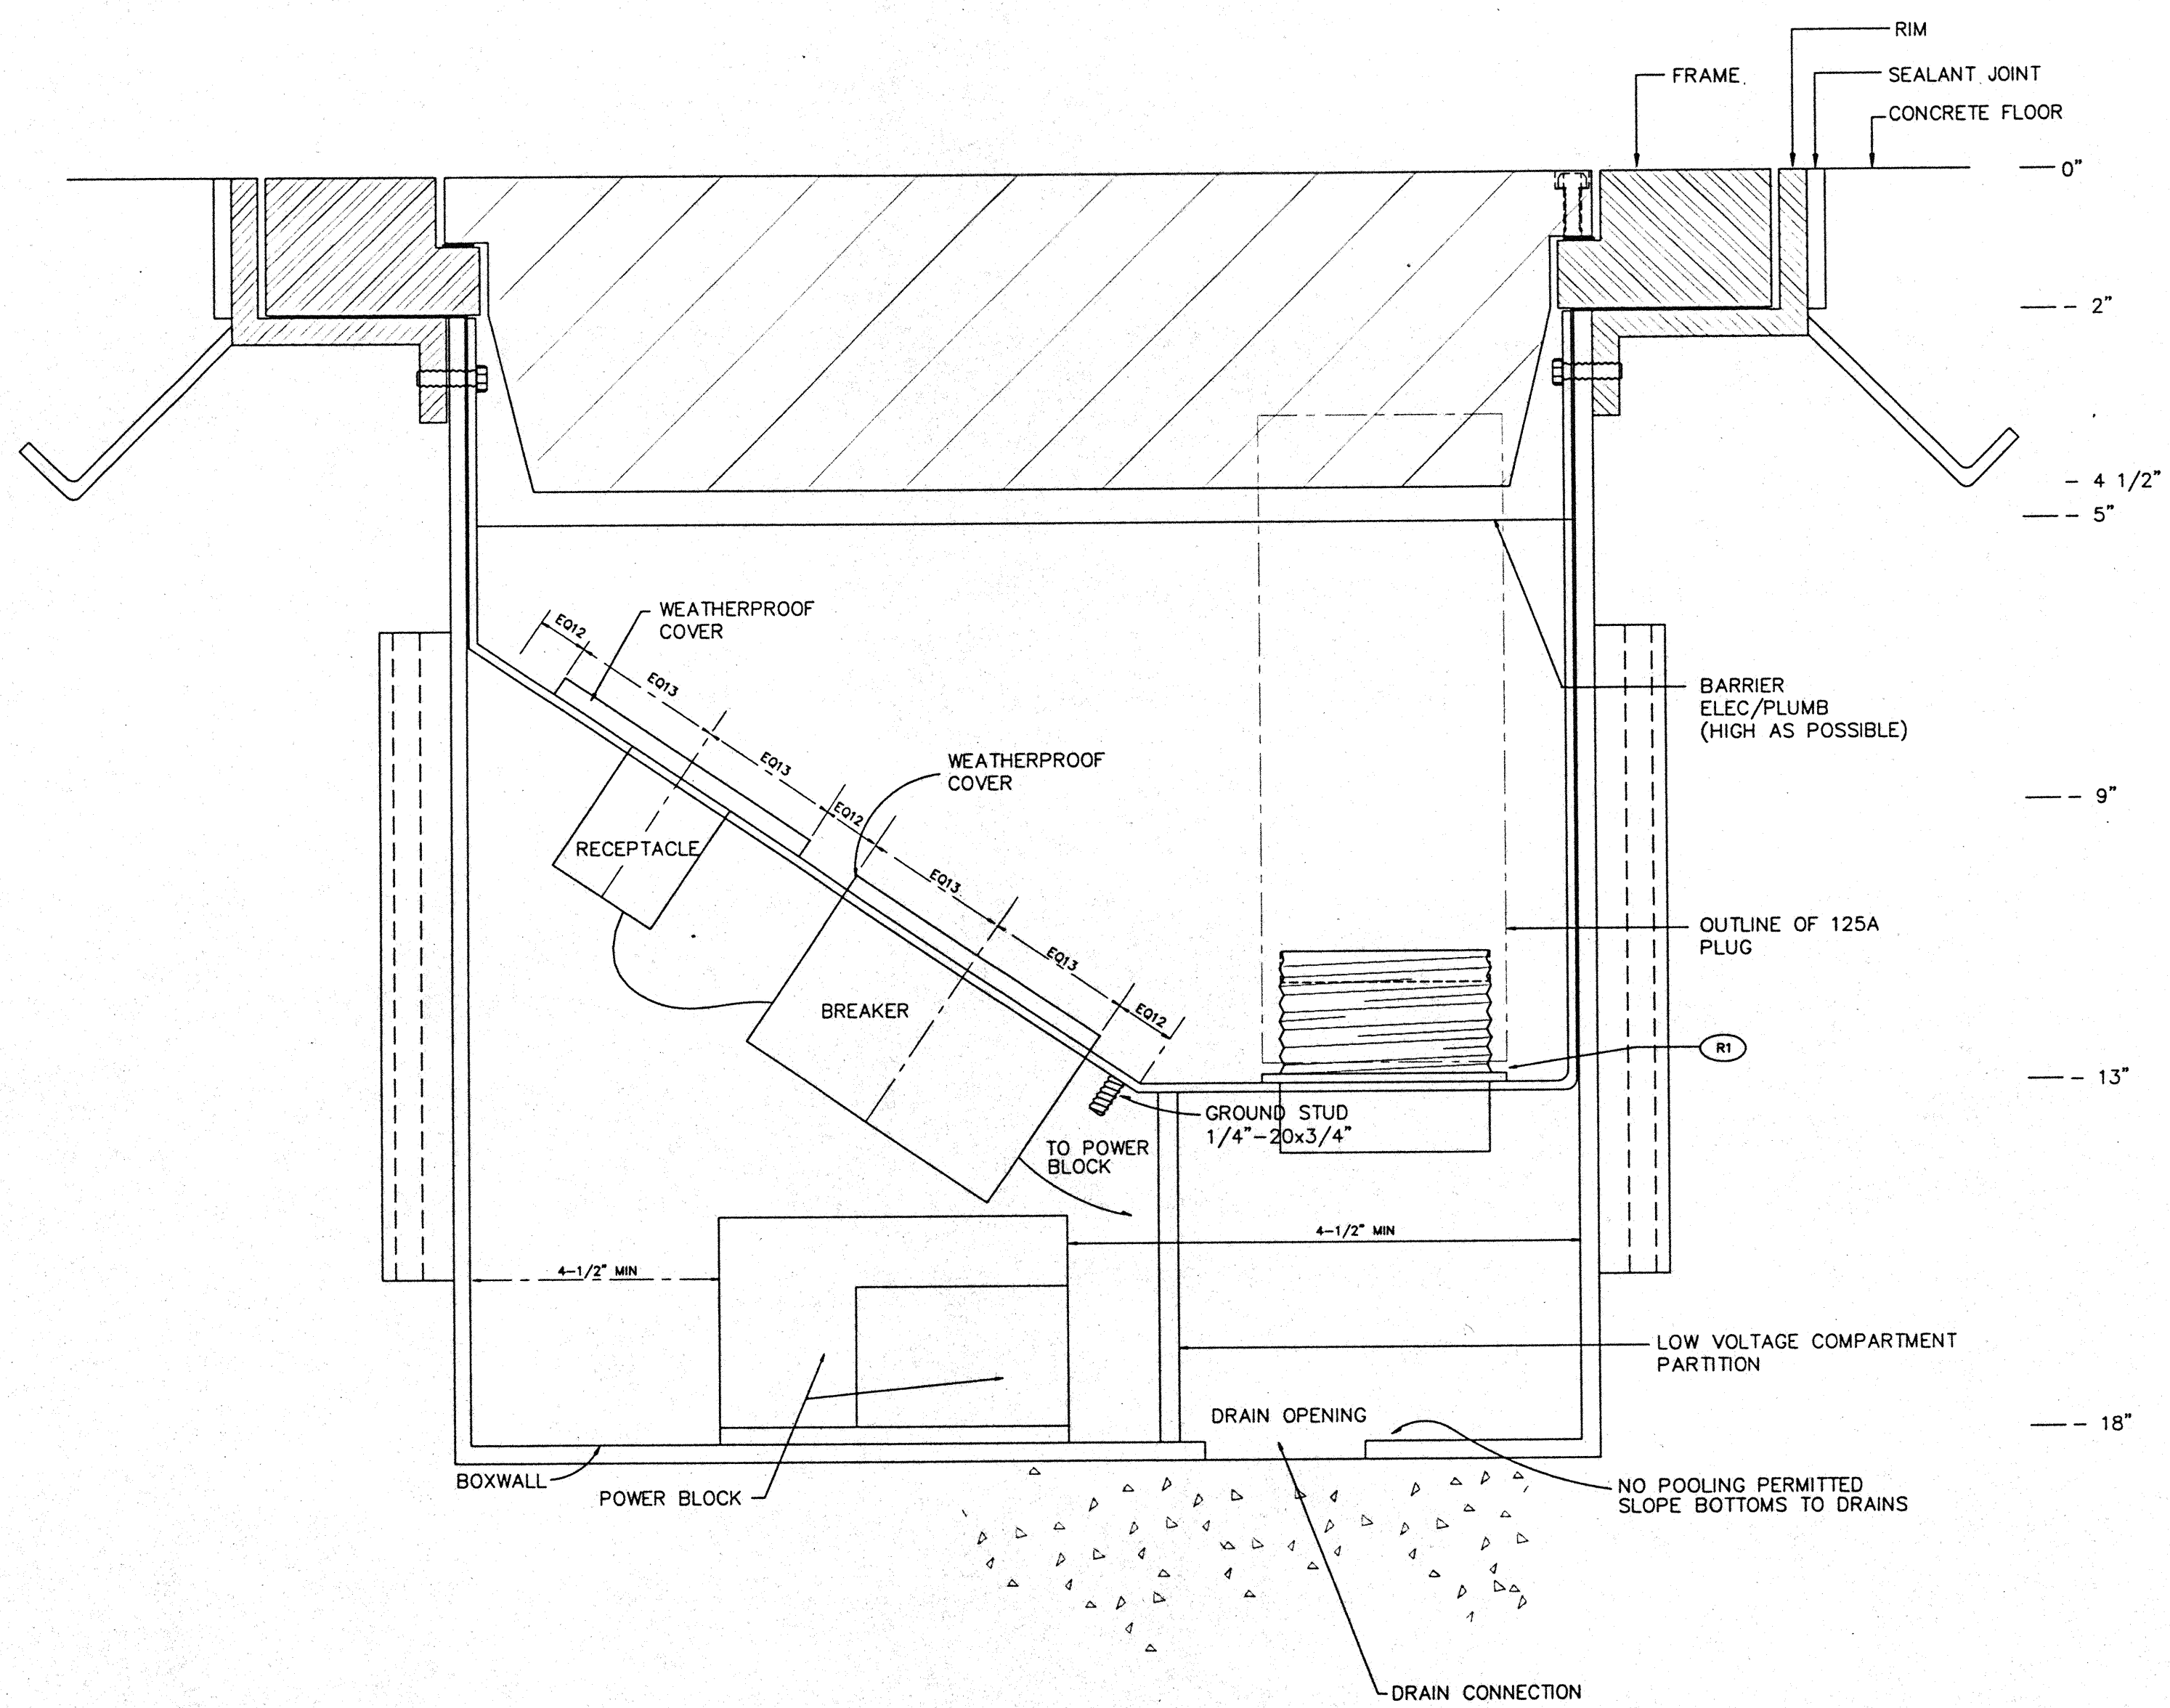 RIM
FRAME.
SEALANT JOINT
CONCRETE FLOOR
0"
2"
4 1/2"
5"
WEATHERPROOF
COVER
EQ12
EQ13
BARRIER
ELEC/PLUMB
(HIGH AS POSSIBLE)
EQ13
WEATHERPROOF
COVER
9"
EQ12
RECEPTACLE
EQ13
OUTLINE OF 125A
PLUG
EQ13
BREAKER
EQ12
R1
13"
GROUND STUD
1/4"-20x3/4"
TO POWER
BLOCK
4-1/2" MIN
4-1/2" MIN
LOW VOLTAGE COMPARTMENT
PARTITION
DRAIN OPENING
18"
BOXWALL
POWER BLOCK
NO POOLING PERMITTED
SLOPE BOTTOMS TO DRAINS
DRAIN CONNECTION